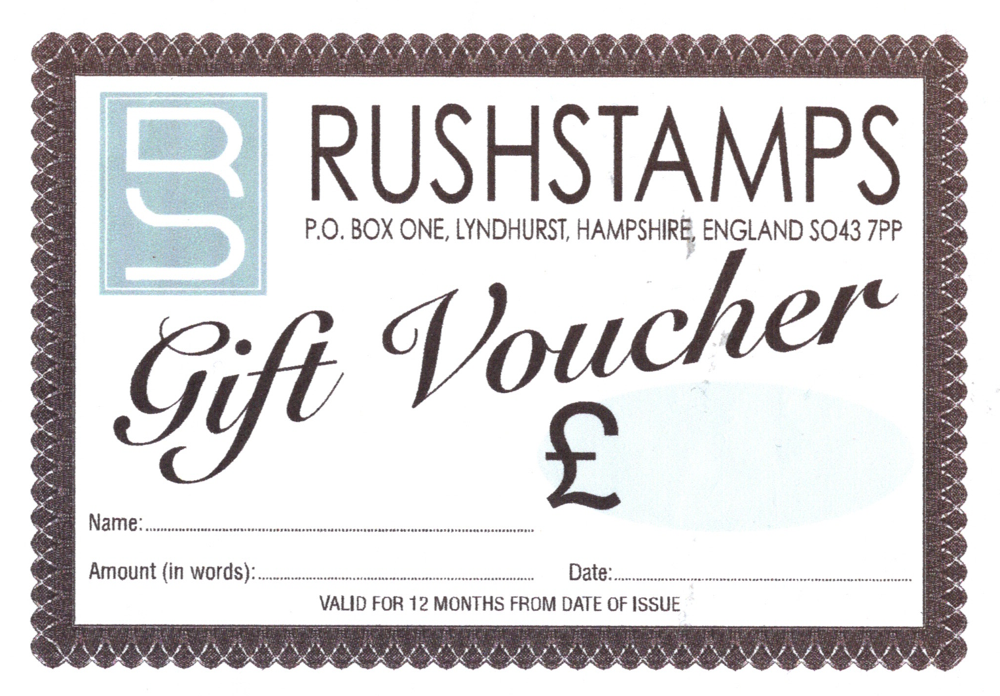 RS
RUSHSTAMPS
P.O. BOX ONE, LYNDHURST, HAMPSHIRE, ENGLAND SO43 7PP
Gift Voucher
£
Name:
Amount (in words):
Date:
VALID FOR 12 MONTHS FROM DATE OF ISSUE